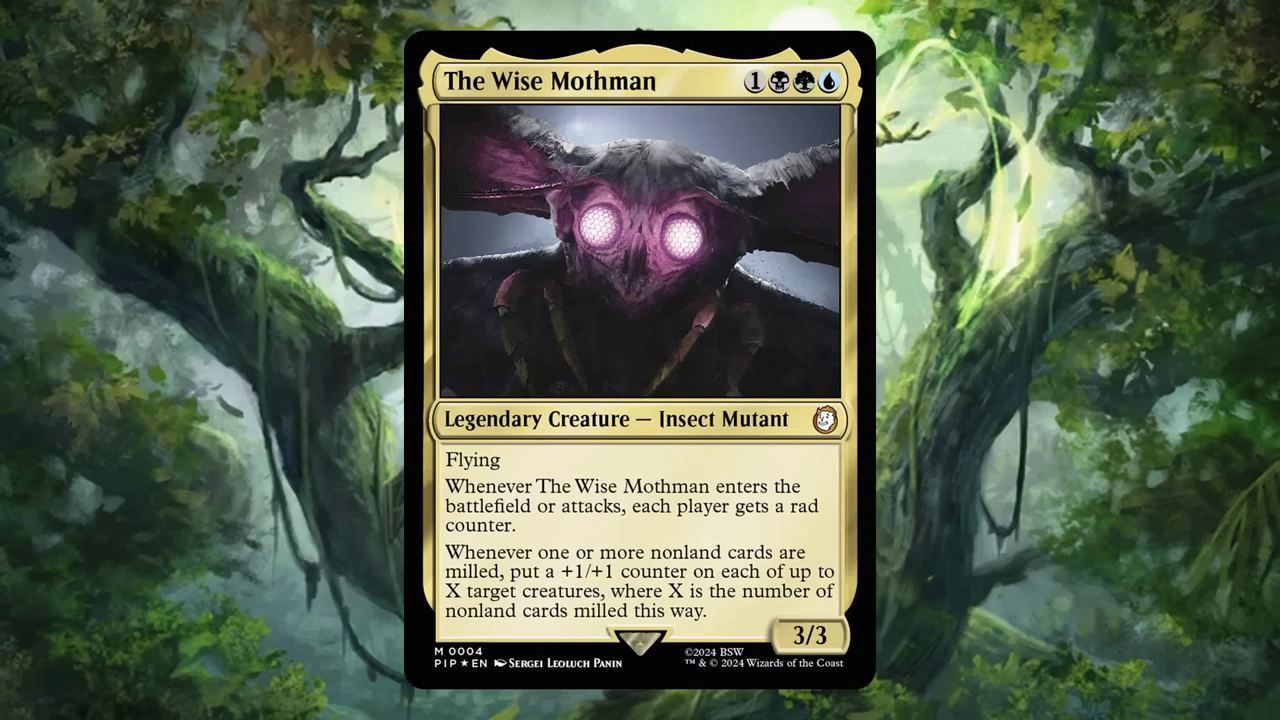 The Wise Mothman 1
Legendary Creature — Insect Mutant
Flying
Whenever The Wise Mothman enters the
battlefield or attacks, each player gets a rad
counter.
Whenever one or more nonland cards are
milled, put a +1/+1 counter on each of up to
X target creatures, where X is the number of
nonland cards milled this way.
3/3
M 0004
PIP ★ EN Sergei Leoluch Panin
©2024 BSW
™ & © 2024 Wizards of the Coast